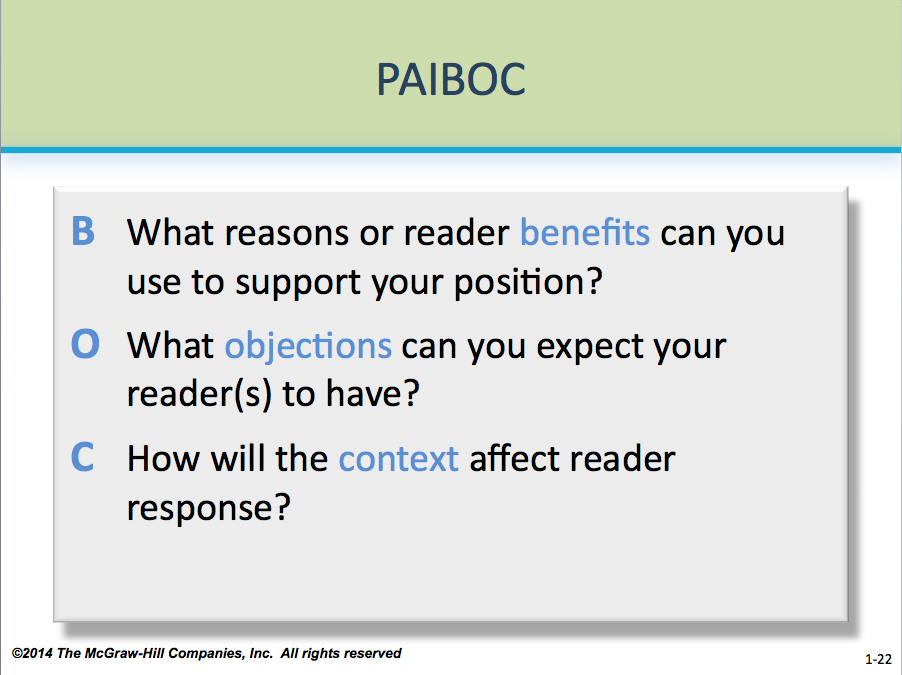 PAIBOC
B What reasons or reader benefits can you
use to support your position?
O What objections can you expect your
reader(s) to have?
C How will the context affect reader
response?
©2014 The McGraw-Hill Companies, Inc. All rights reserved
1-22